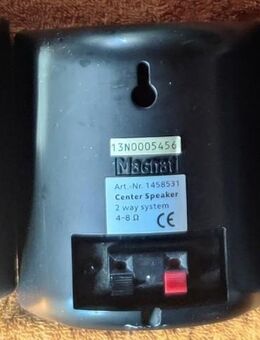 13N0005456
Magnat
Art.-Nr. 1458531
Center Speaker
2 way system
4-8 Ω
CE